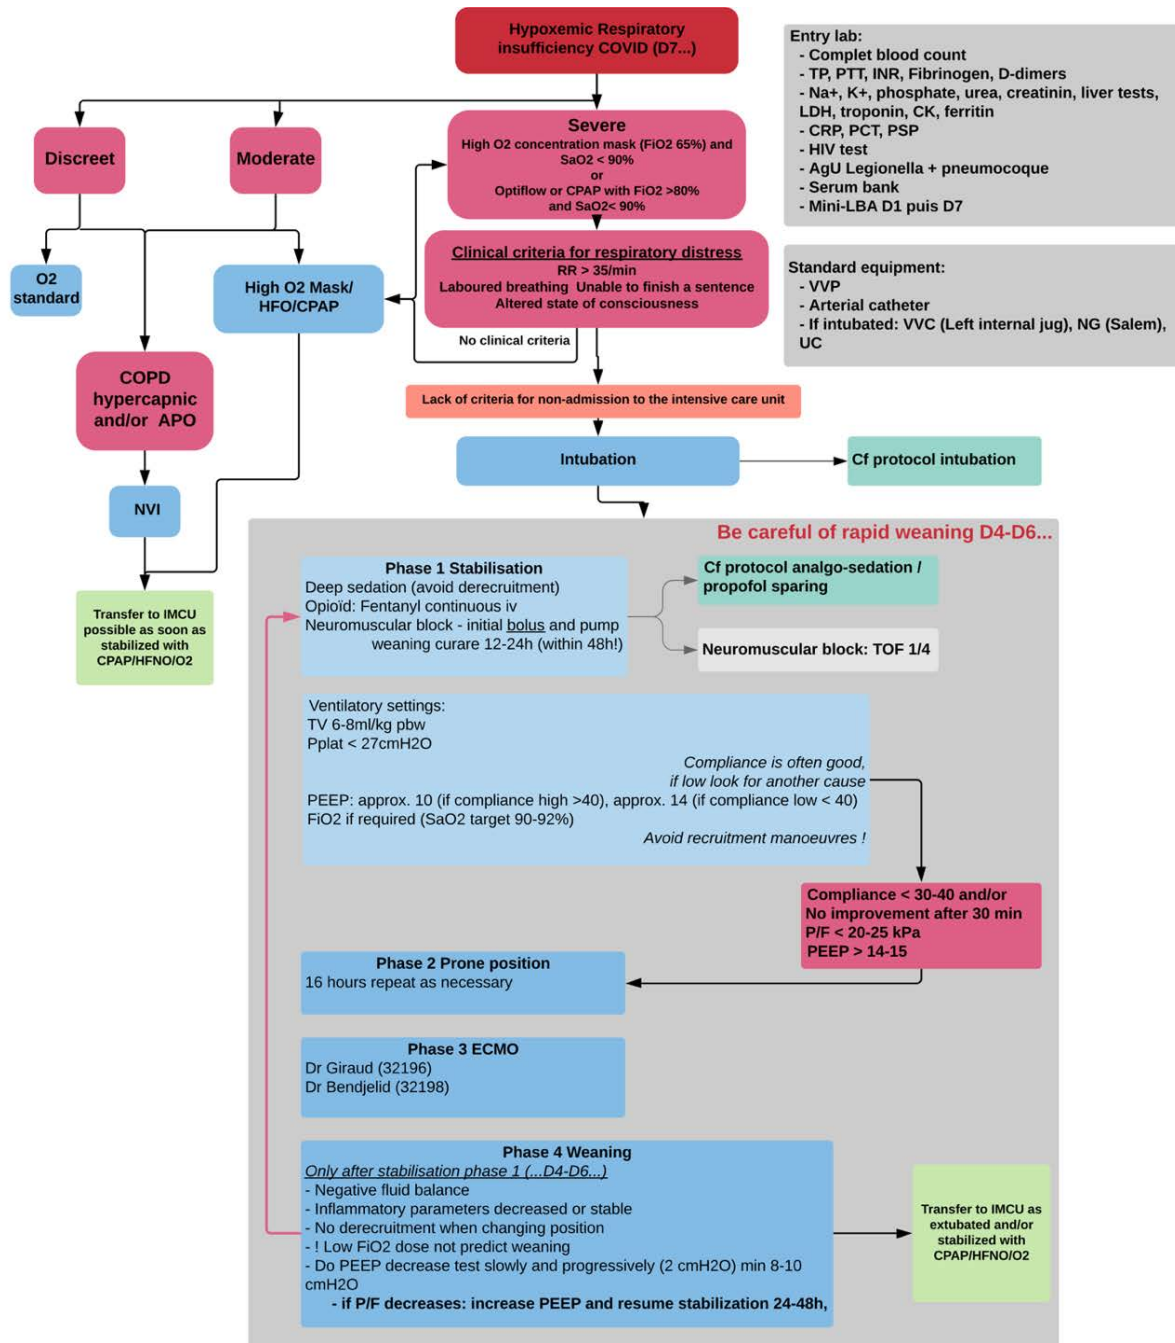 Hypoxemic Respiratory
insufficiency COVID (D7...)
Entry lab:
- Complet blood count
- TP, PTT, INR, Fibrinogen, D-dimers
- Na+, K+, phosphate, urea, creatinin, liver tests,
LDH, troponin, CK, ferritin
- CRP, PCT, PSP
- HIV test
- AgU Legionella + pneumocoque
- Serum bank
- Mini-LBA D1 puis D7
Discreet
Moderate
Severe
High O2 concentration mask (FiO2 65%) and
SaO2 < 90%
or
Optiflow or CPAP with FiO2 >80%
and SaO2< 90%
Clinical criteria for respiratory distress
RR > 35/min
Laboured breathing Unable to finish a sentence
Altered state of consciousness
Standard equipment:
- VVP
- Arterial catheter
- If intubated: VVC (Left internal jug), NG (Salem),
UC
O2
standard
High O2 Mask/
HFO/CPAP
No clinical criteria
COPD
hypercapnic
and/or APO
Lack of criteria for non-admission to the intensive care unit
Intubation
Cf protocol intubation
NVI
Transfer to IMCU
possible as soon as
stabilized with
CPAP/HFNO/O2
Be careful of rapid weaning D4-D6...
Phase 1 Stabilisation
Deep sedation (avoid derecruitment)
Opioïd: Fentanyl continuous iv
Neuromuscular block - initial bolus and pump
weaning curare 12-24h (within 48h!)
Cf protocol analgo-sedation /
propofol sparing
Neuromuscular block: TOF 1/4
Ventilatory settings:
TV 6-8ml/kg pbw
Pplat < 27cmH2O
Compliance is often good,
if low look for another cause
PEEP: approx. 10 (if compliance high >40), approx. 14 (if compliance low < 40)
FiO2 if required (SaO2 target 90-92%)
Avoid recruitment manoeuvres !
Compliance < 30-40 and/or
No improvement after 30 min
P/F < 20-25 kPa
PEEP > 14-15
Phase 2 Prone position
16 hours repeat as necessary
Phase 3 ECMO
Dr Giraud (32196)
Dr Bendjelid (32198)
Phase 4 Weaning
Only after stabilisation phase 1 (...D4-D6...)
- Negative fluid balance
- Inflammatory parameters decreased or stable
- No derecruitment when changing position
- ! Low FiO2 dose not predict weaning
- Do PEEP decrease test slowly and progressively (2 cmH2O) min 8-10
cmH2O
- if P/F decreases: increase PEEP and resume stabilization 24-48h,
Transfer to IMCU as
extubated and/or
stabilized with
CPAP/HFNO/O2